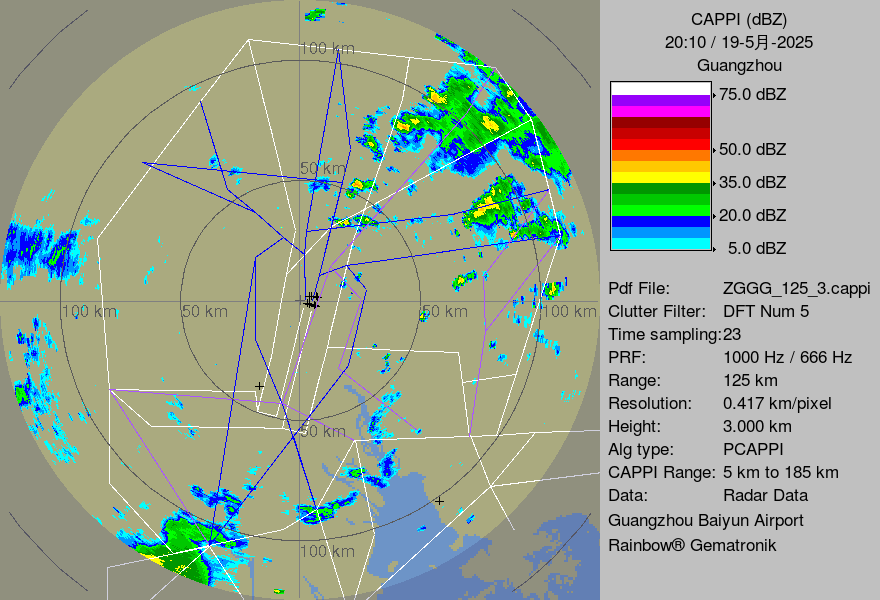 CAPPI (dBZ)
20:10 / 19-5月-2025
Guangzhou
75.0 dBZ
50.0 dBZ
35.0 dBZ
20.0 dBZ
5.0 dBZ
Pdf File: ZGGG_125_3.cappi
Clutter Filter: DFT Num 5
Time sampling:23
PRF: 1000 Hz / 666 Hz
Range: 125 km
Resolution: 0.417 km/pixel
Height: 3.000 km
Alg type: PCAPPI
CAPPI Range: 5 km to 185 km
Data: Radar Data
Guangzhou Baiyun Airport
Rainbow® Gematronik
100 km
50 km
100 km
50 km
50 km
100 km
50 km
100 km